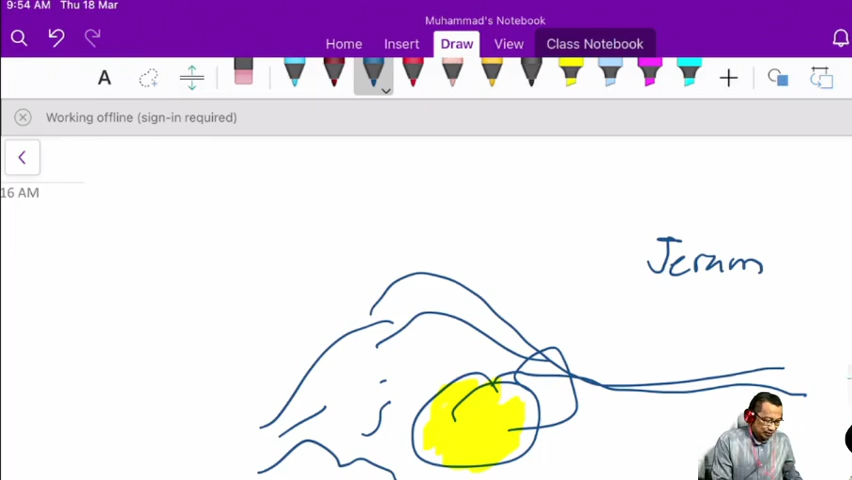 9:54 AM Thu 18 Mar
Muhammad's Notebook
Home Insert Draw View Class Notebook
A
Working offline (sign-in required)
16 AM
Jeram